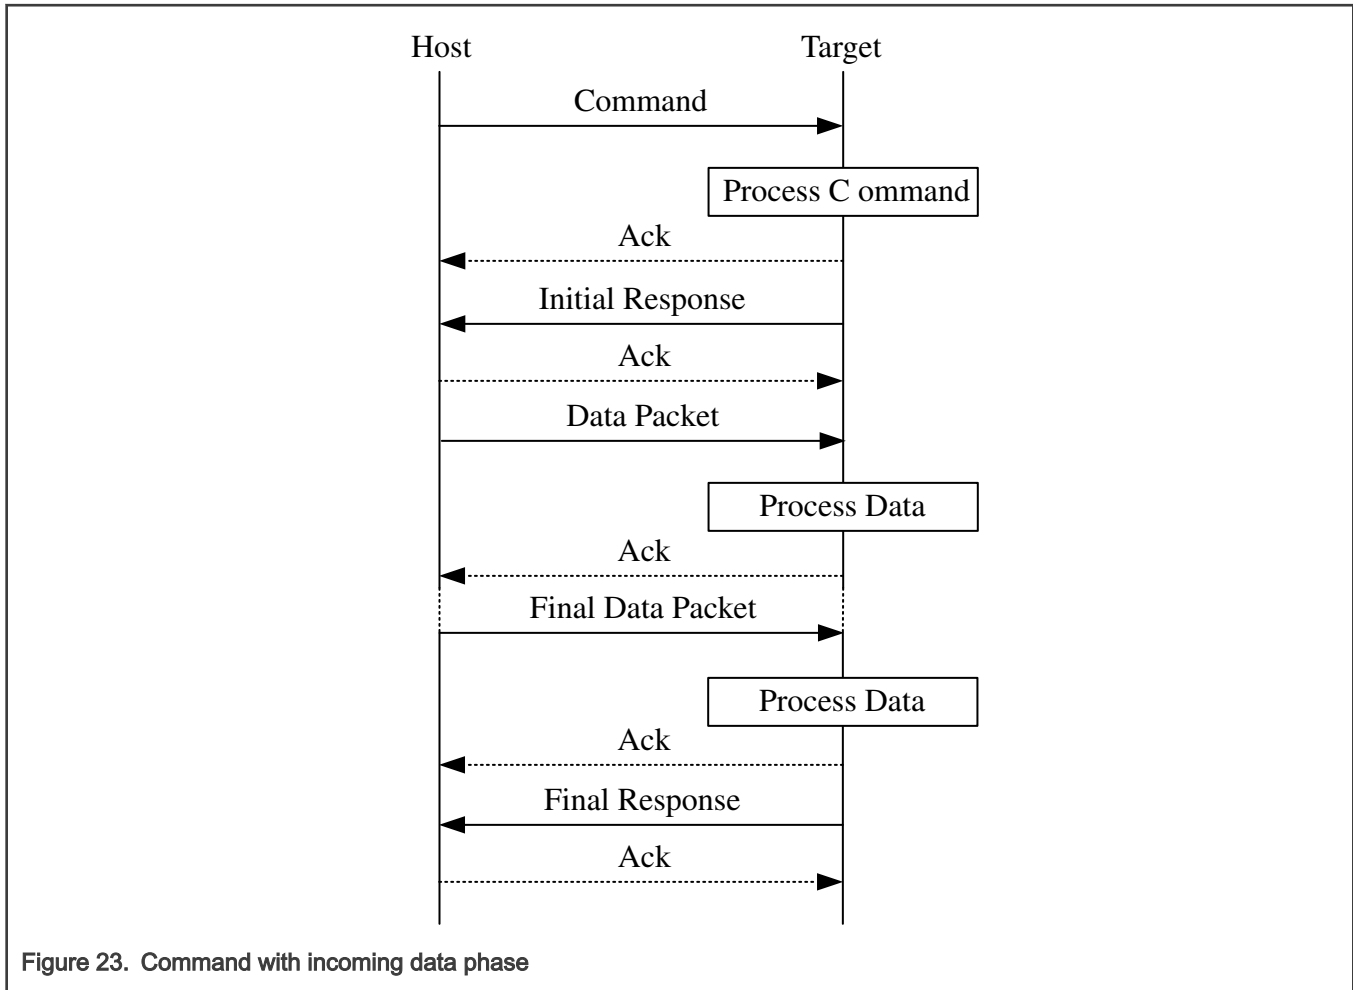 Host Target
Command
Process C ommand
Ack
Initial Response
Ack
Data Packet
Process Data
Ack
Final Data Packet
Process Data
Ack
Final Response
Ack
Figure 23. Command with incoming data phase